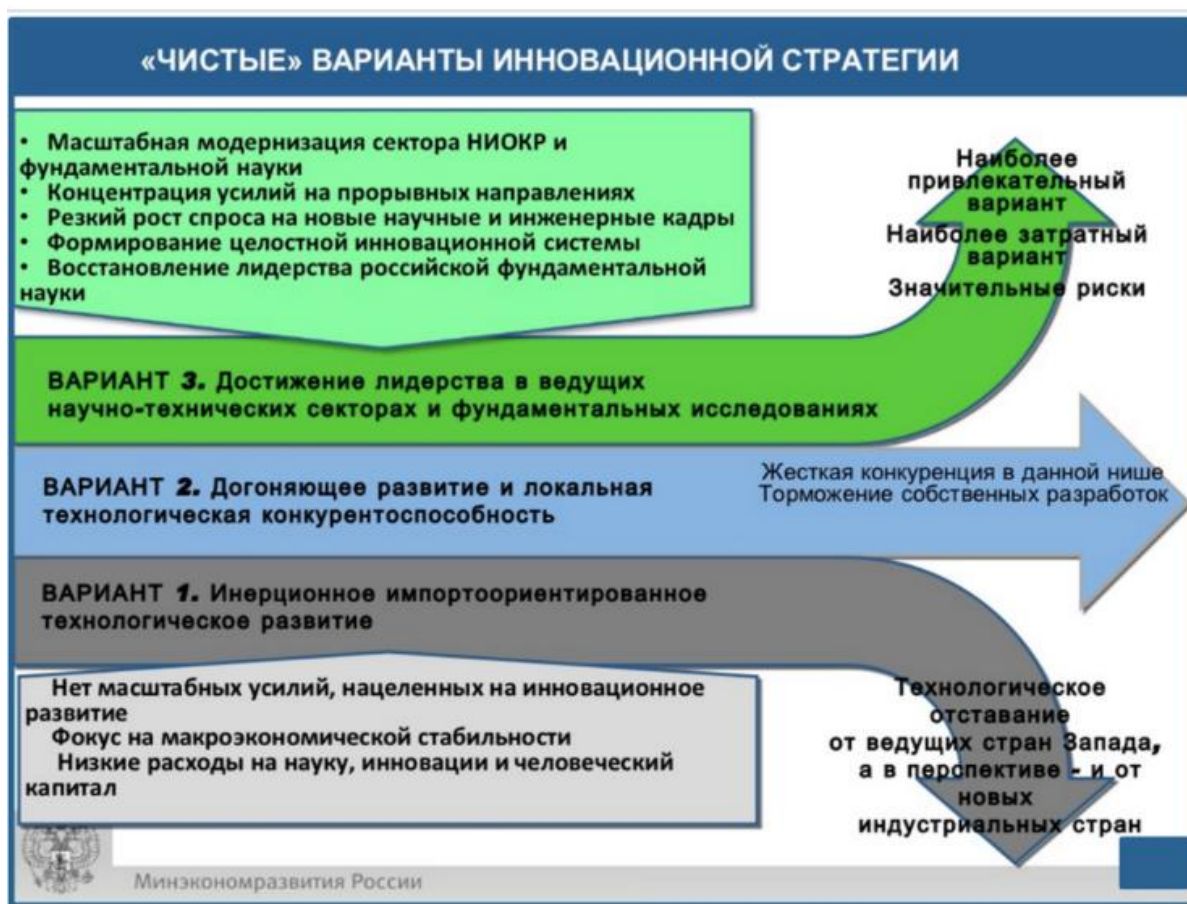 «ЧИСТЫЕ» ВАРИАНТЫ ИННОВАЦИОННОЙ СТРАТЕГИИ
• Масштабная модернизация сектора НИОКР и
фундаментальной науки
• Концентрация усилий на прорывных направлениях
• Резкий рост спроса на новые научные и инженерные кадры
• Формирование целостной инновационной системы
• Восстановление лидерства российской фундаментальной
науки
Наиболее
привлекательный
вариант
Наиболее затратный
вариант
Значительные риски
ВАРИАНТ 3. Достижение лидерства в ведущих
научно-технических секторах и фундаментальных исследованиях
ВАРИАНТ 2. Догоняющее развитие и локальная
технологическая конкурентоспособность
Жесткая конкуренция в данной нише
Торможение собственных разработок
ВАРИАНТ 1. Инерционное импортоориентированное
технологическое развитие
Нет масштабных усилий, нацеленных на инновационное
развитие
Фокус на макроэкономической стабильности
Низкие расходы на науку, инновации и человеческий
капитал
Технологическое
отставание
от ведущих стран Запада,
а в перспективе - и от
новых
индустриальных стран
Минэкономразвития России